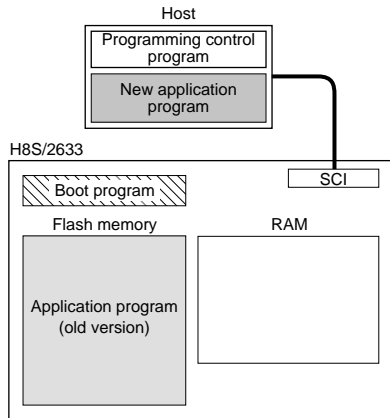 Host
Programming control
program
New application
program
H8S/2633
SCI
Boot program
Flash memory
RAM
Application program
(old version)